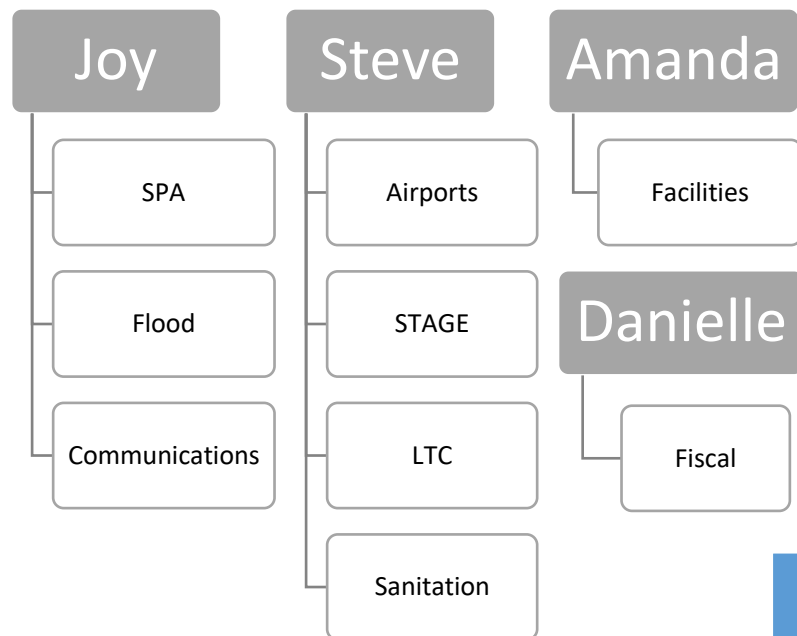 Joy
SPA
Flood
Communications
Steve
Airports
STAGE
LTC
Sanitation
Amanda
Facilities
Danielle
Fiscal